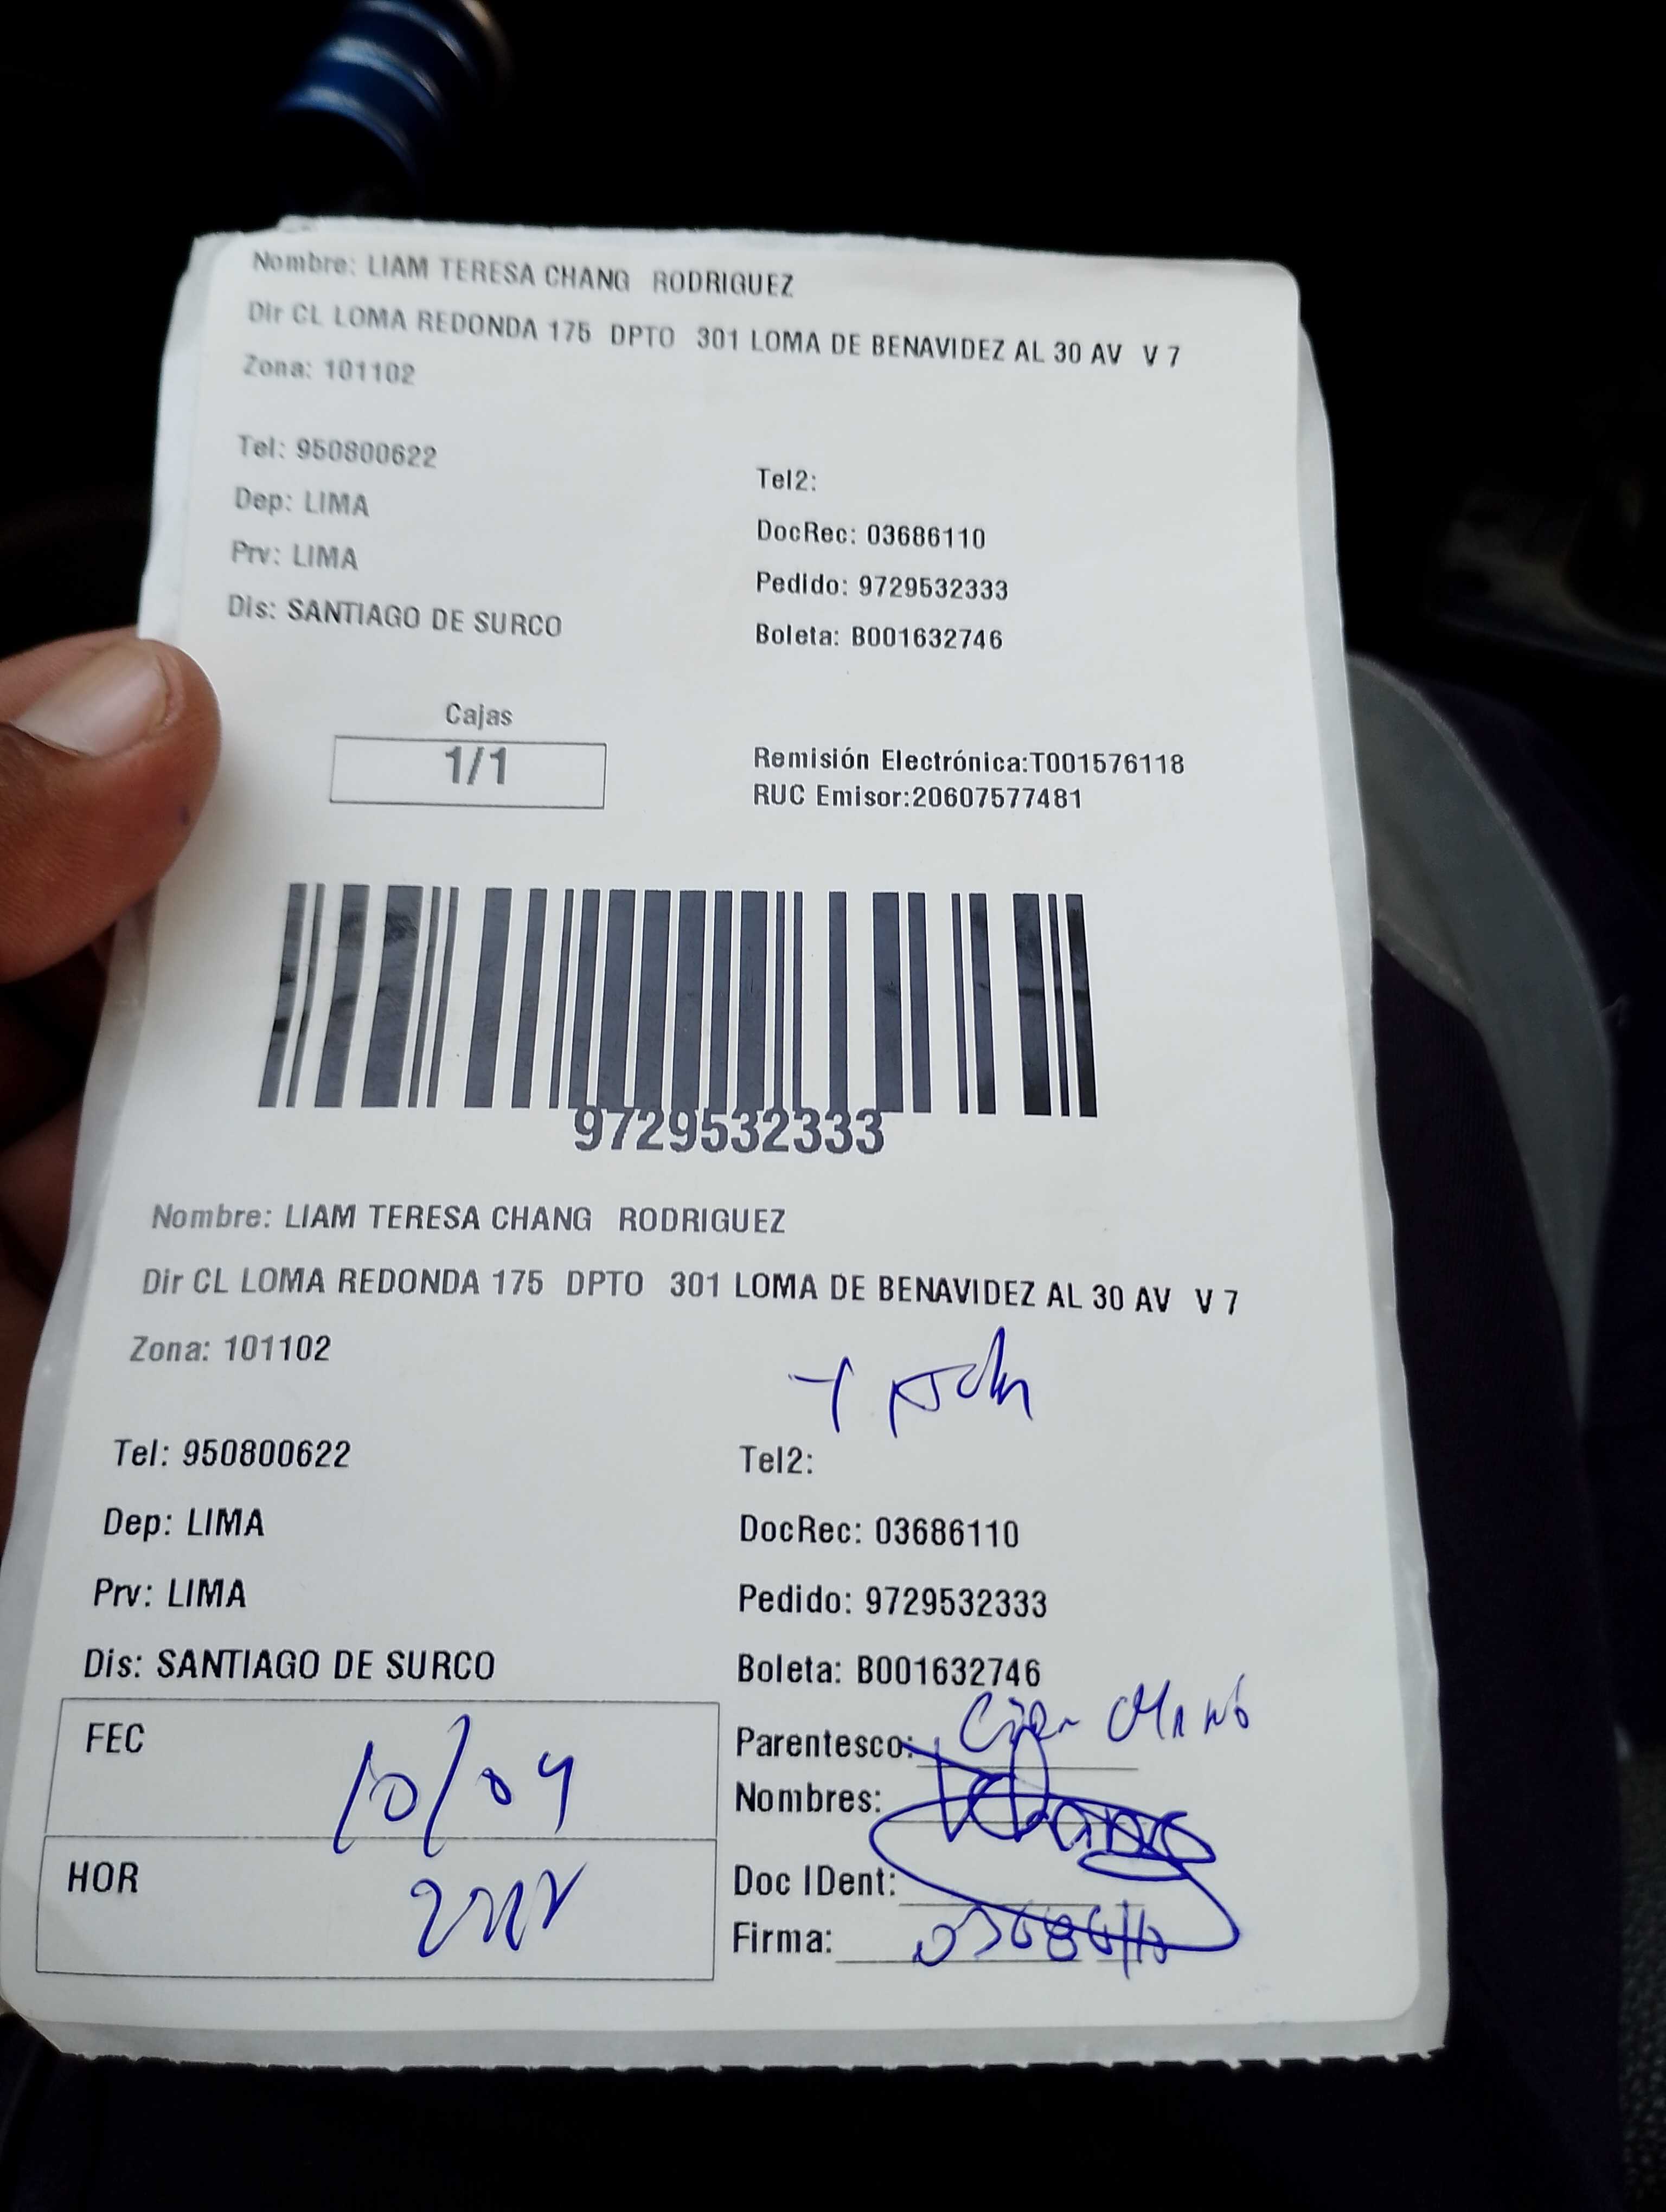 Nombre: LIAM TERESA CHANG RODRIGUEZ
Dir CL LOMA REDONDA 175 DPTO 301 LOMA DE BENAVIDEZ AL 30 AV V 7
Zona: 101102
Tel: 950800622
Tel2:
Dep: LIMA
DocRec: 03686110
Prv: LIMA
Pedido: 9729532333
Dis: SANTIAGO DE SURCO
Boleta: B001632746
Cajas
1/1
Remisión Electrónica:T001576118
RUC Emisor:20607577481
9729532333
Nombre: LIAM TERESA CHANG RODRIGUEZ
Dir CL LOMA REDONDA 175 DPTO 301 LOMA DE BENAVIDEZ AL 30 AV V 7
Zona: 101102
Tel: 950800622
Tel2:
Dep: LIMA
DocRec: 03686110
Prv: LIMA
Pedido: 9729532333
Dis: SANTIAGO DE SURCO
Boleta: B001632746
FEC 10/09
Parentesco:
Nombres:
HOR
Doc IDent:
Firma: 03686110